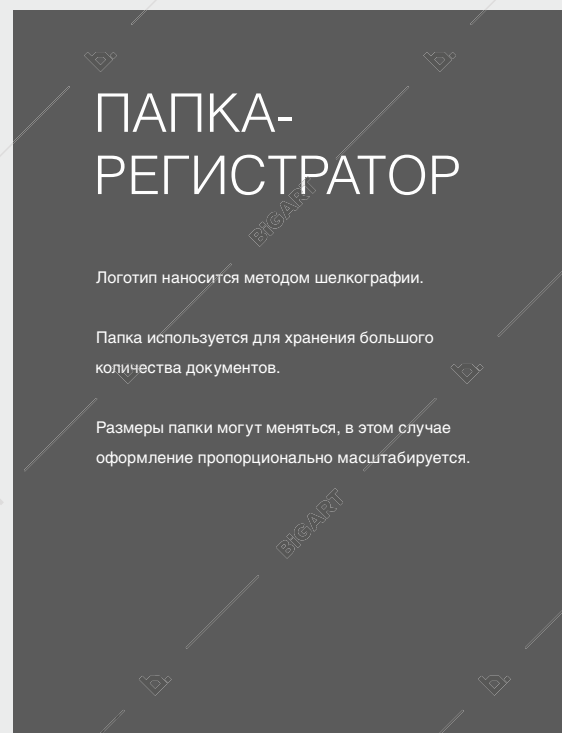 ПАПКА-
РЕГИСТРАТОР
BiGART
Логотип наносится методом шелкографии.
Папка используется для хранения большого
количества документов.
Размеры папки могут меняться, в этом случае
оформление пропорционально масштабируется.
BiGART